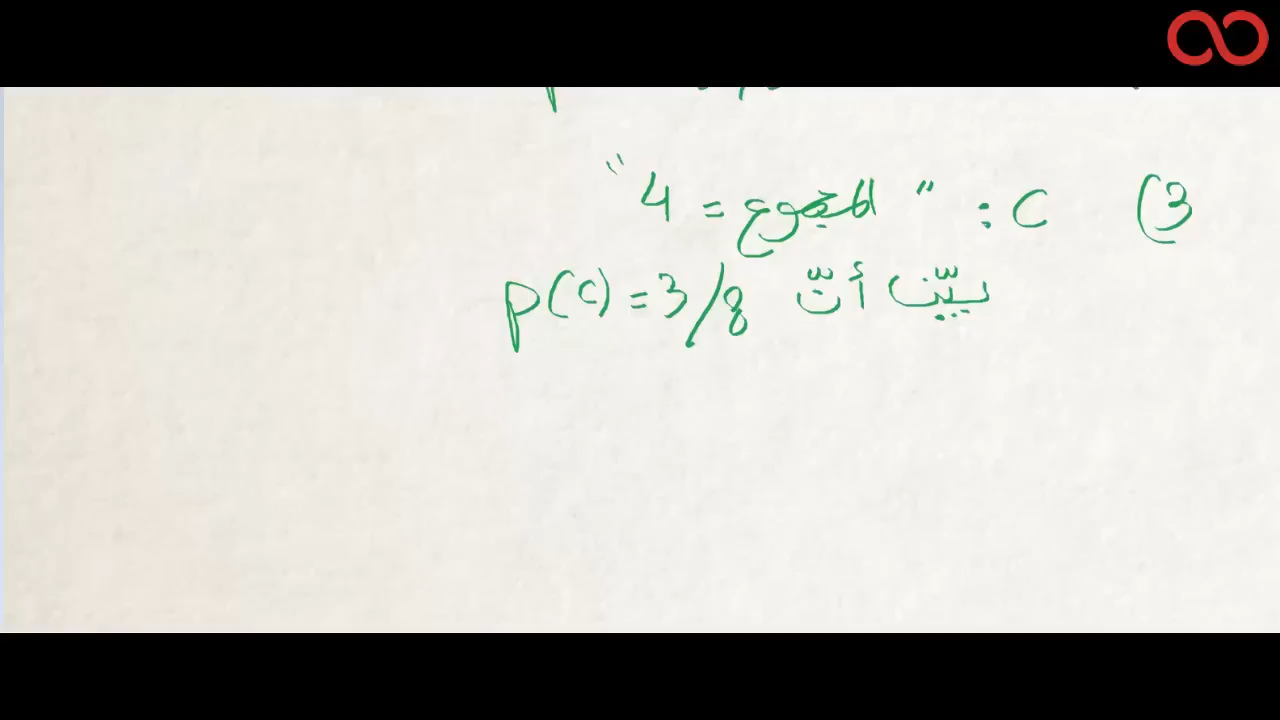 3) C : " المجموع = 4 "
بيّن أنّ p(C) = 3/8